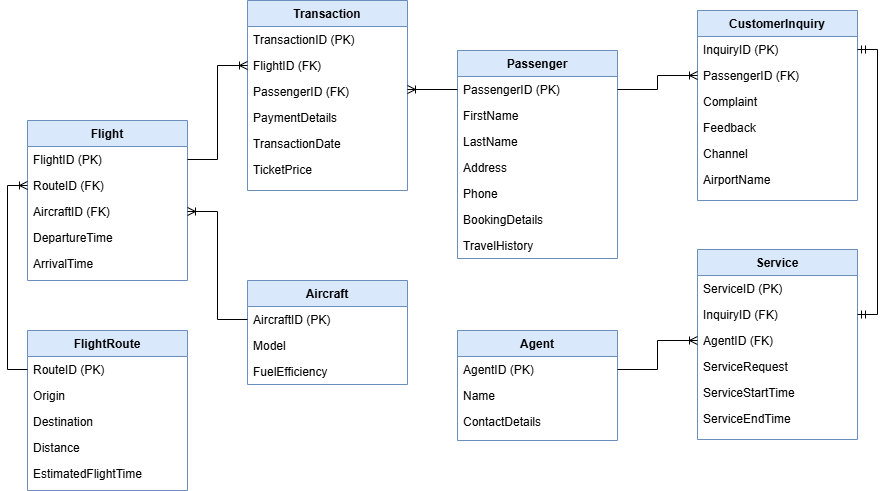 Transaction
TransactionID (PK)
FlightID (FK)
PassengerID (FK)
PaymentDetails
TransactionDate
TicketPrice
Passenger
PassengerID (PK)
FirstName
LastName
Address
Phone
BookingDetails
TravelHistory
CustomerInquiry
InquiryID (PK)
PassengerID (FK)
Complaint
Feedback
Channel
AirportName
Flight
FlightID (PK)
RouteID (FK)
AircraftID (FK)
DepartureTime
ArrivalTime
Aircraft
AircraftID (PK)
Model
FuelEfficiency
Service
ServiceID (PK)
InquiryID (FK)
AgentID (FK)
ServiceRequest
ServiceStartTime
ServiceEndTime
FlightRoute
RouteID (PK)
Origin
Destination
Distance
EstimatedFlightTime
Agent
AgentID (PK)
Name
ContactDetails